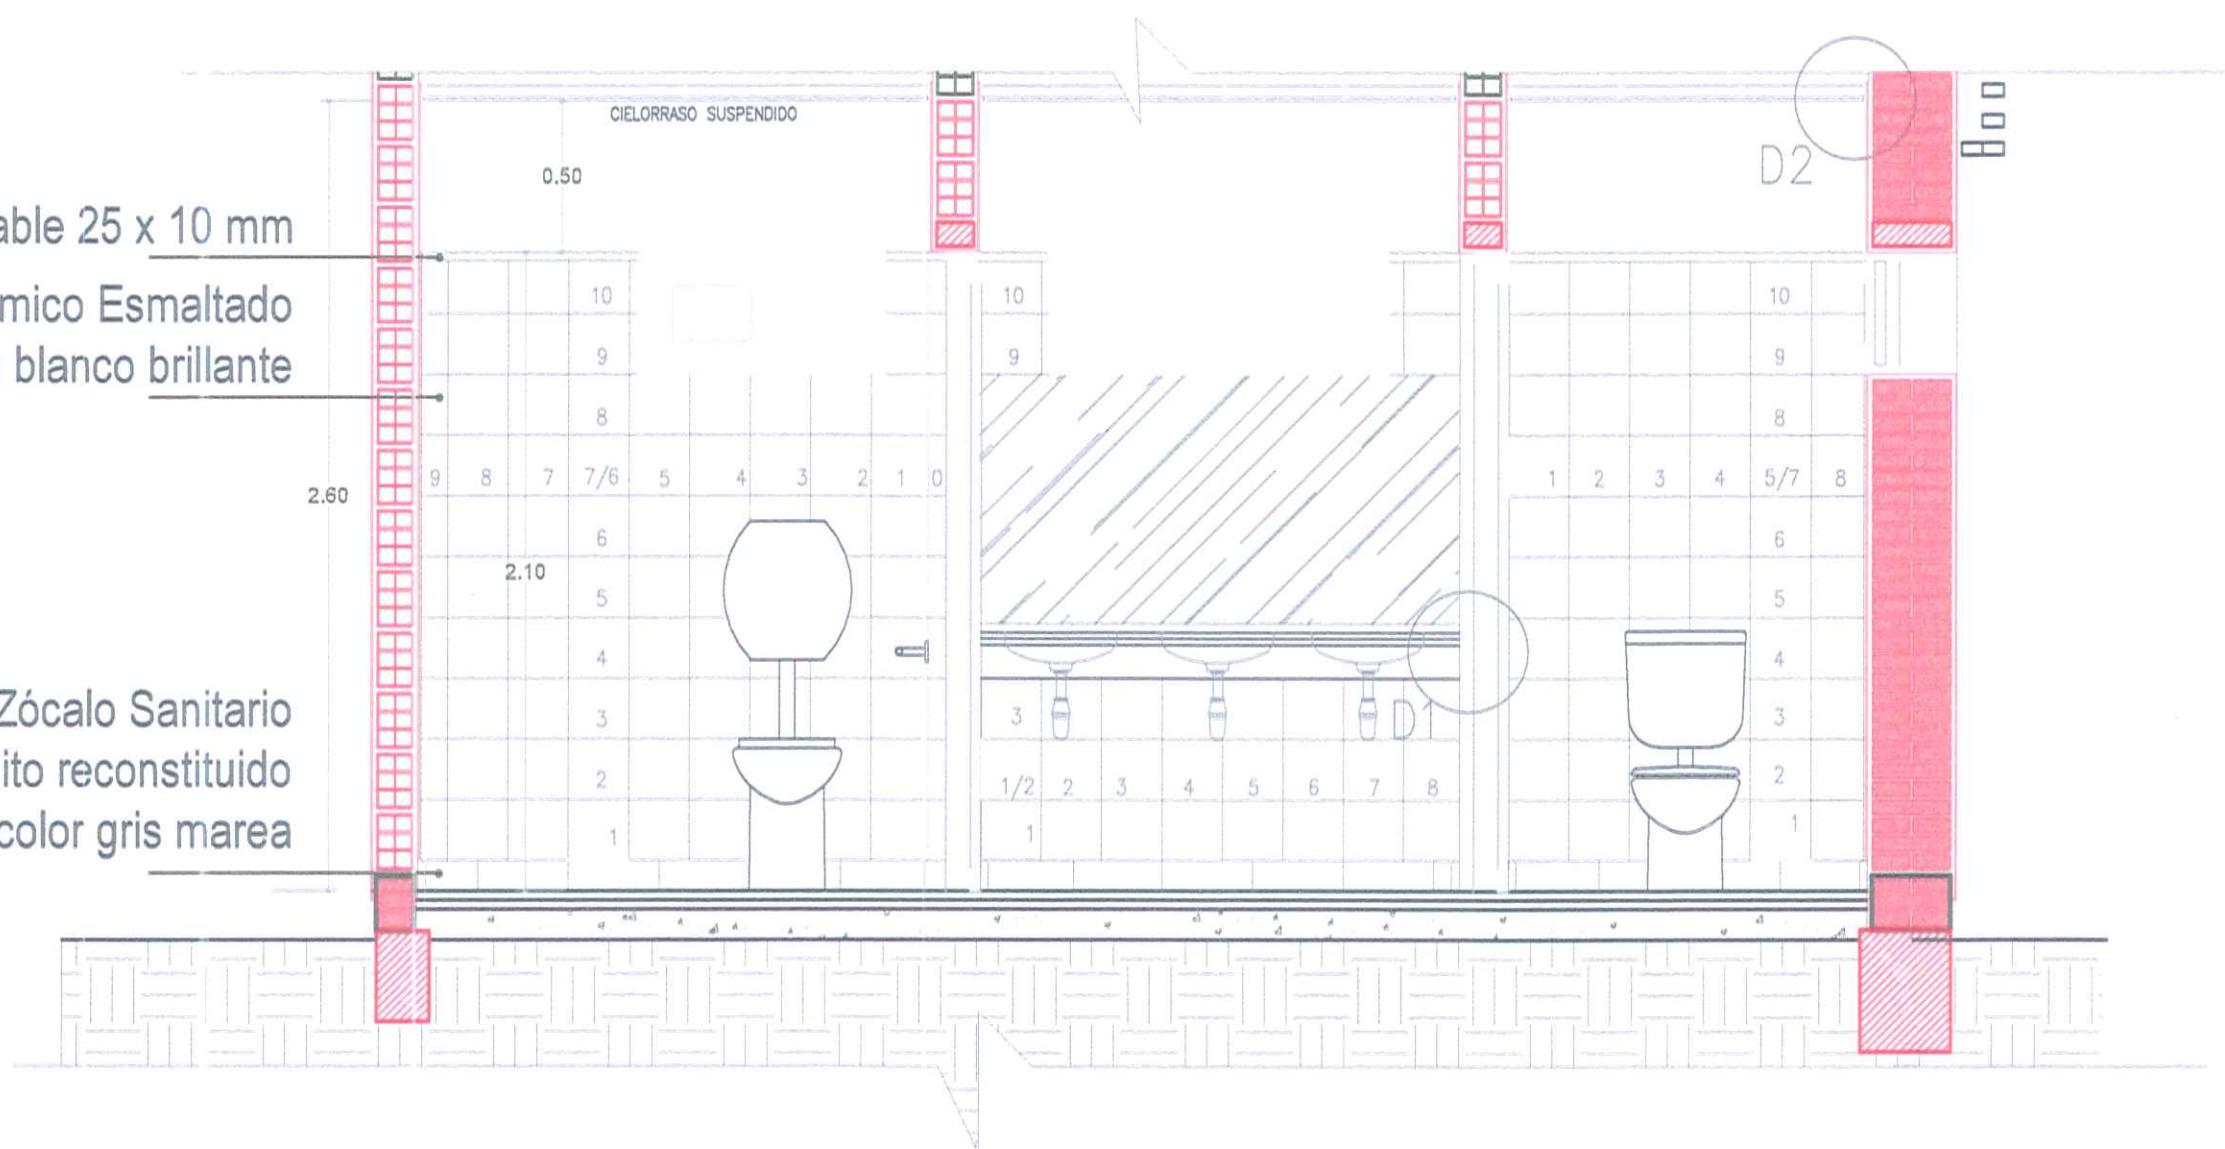 CIELORRASO SUSPENDIDO
0.50
D2
able 25 x 10 mm
mico Esmaltado
blanco brillante
10
10
10
9
9
9
8
8
9 8 7 7/6 5 4 3 2 1 0
1 2 3 4 5/7 8
2.60
6
6
2.10
5
5
4
4
Zócalo Sanitario
ito reconstituido
color gris marea
3
3
D1
3
2
1/2 2 3 4 5 6 7 8
2
1
1
1